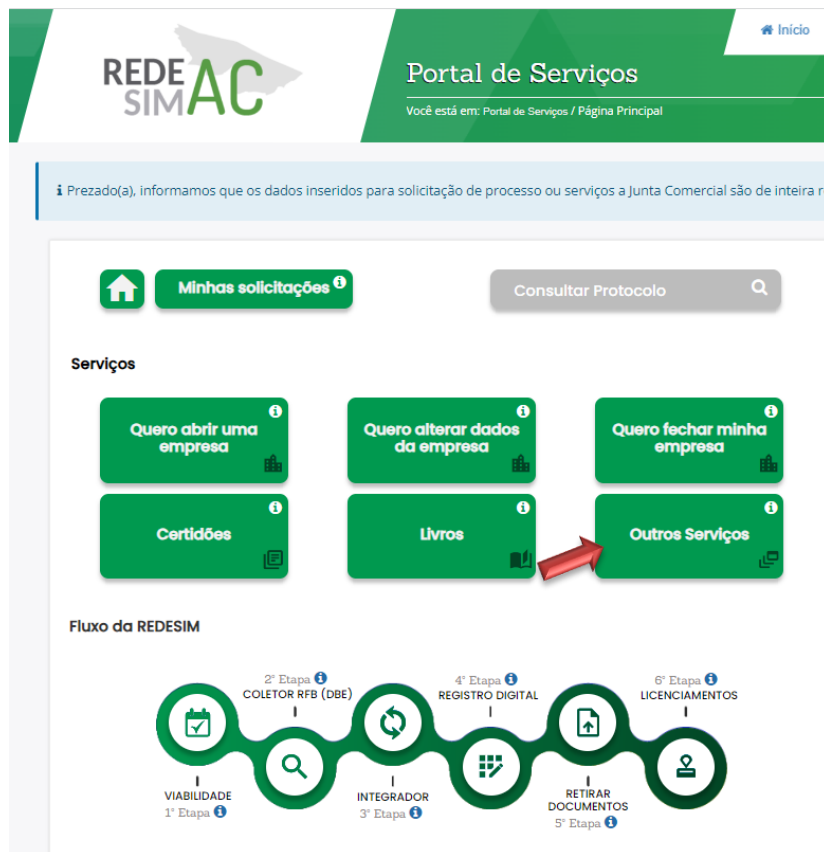 Início
REDE
SIM AC
Portal de Serviços
Você está em: Portal de Serviços / Página Principal
Prezado(a), informamos que os dados inseridos para solicitação de processo ou serviços a Junta Comercial são de inteira r
Minhas solicitações
Consultar Protocolo
Serviços
Quero abrir uma
empresa
Quero alterar dados
da empresa
Quero fechar minha
empresa
Certidões
Livros
Outros Serviços
Fluxo da REDESIM
2° Etapa
COLETOR RFB (DBE)
4° Etapa
REGISTRO DIGITAL
6° Etapa
LICENCIAMENTOS
VIABILIDADE
1° Etapa
INTEGRADOR
3° Etapa
RETIRAR
DOCUMENTOS
5° Etapa